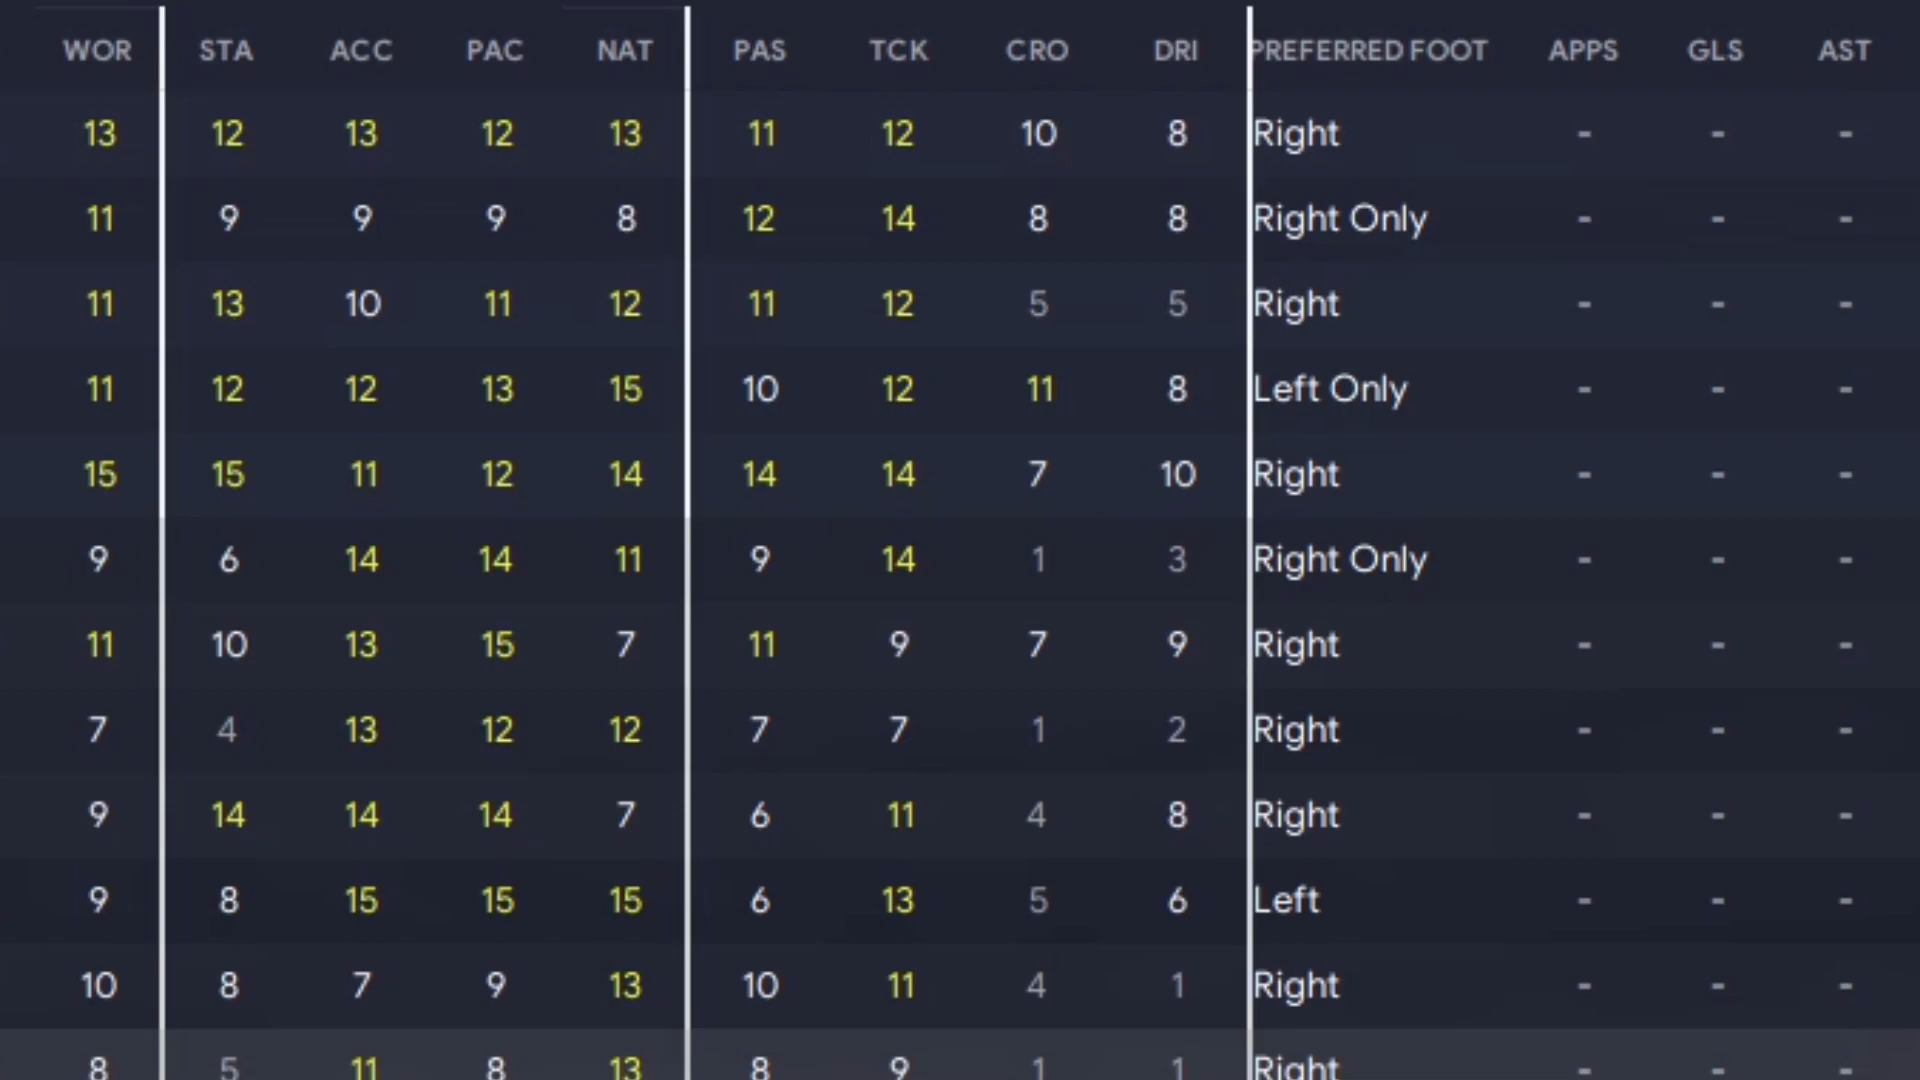 WOR STA ACC PAC NAT PAS TCK CRO DRI PREFERRED FOOT APPS GLS AST
13 12 13 12 13 11 12 10 8 Right - - -
11 9 9 9 8 12 14 8 8 Right Only - - -
11 13 10 11 12 11 12 5 5 Right - - -
11 12 12 13 15 10 12 11 8 Left Only - - -
15 15 11 12 14 14 14 7 10 Right - - -
9 6 14 14 11 9 14 1 3 Right Only - - -
11 10 13 15 7 11 9 7 9 Right - - -
7 4 13 12 12 7 7 1 2 Right - - -
9 14 14 14 7 6 11 4 8 Right - - -
9 8 15 15 15 6 13 5 6 Left - - -
10 8 7 9 13 10 11 4 1 Right - - -
8 5 11 8 13 8 9 1 1 Right - - -